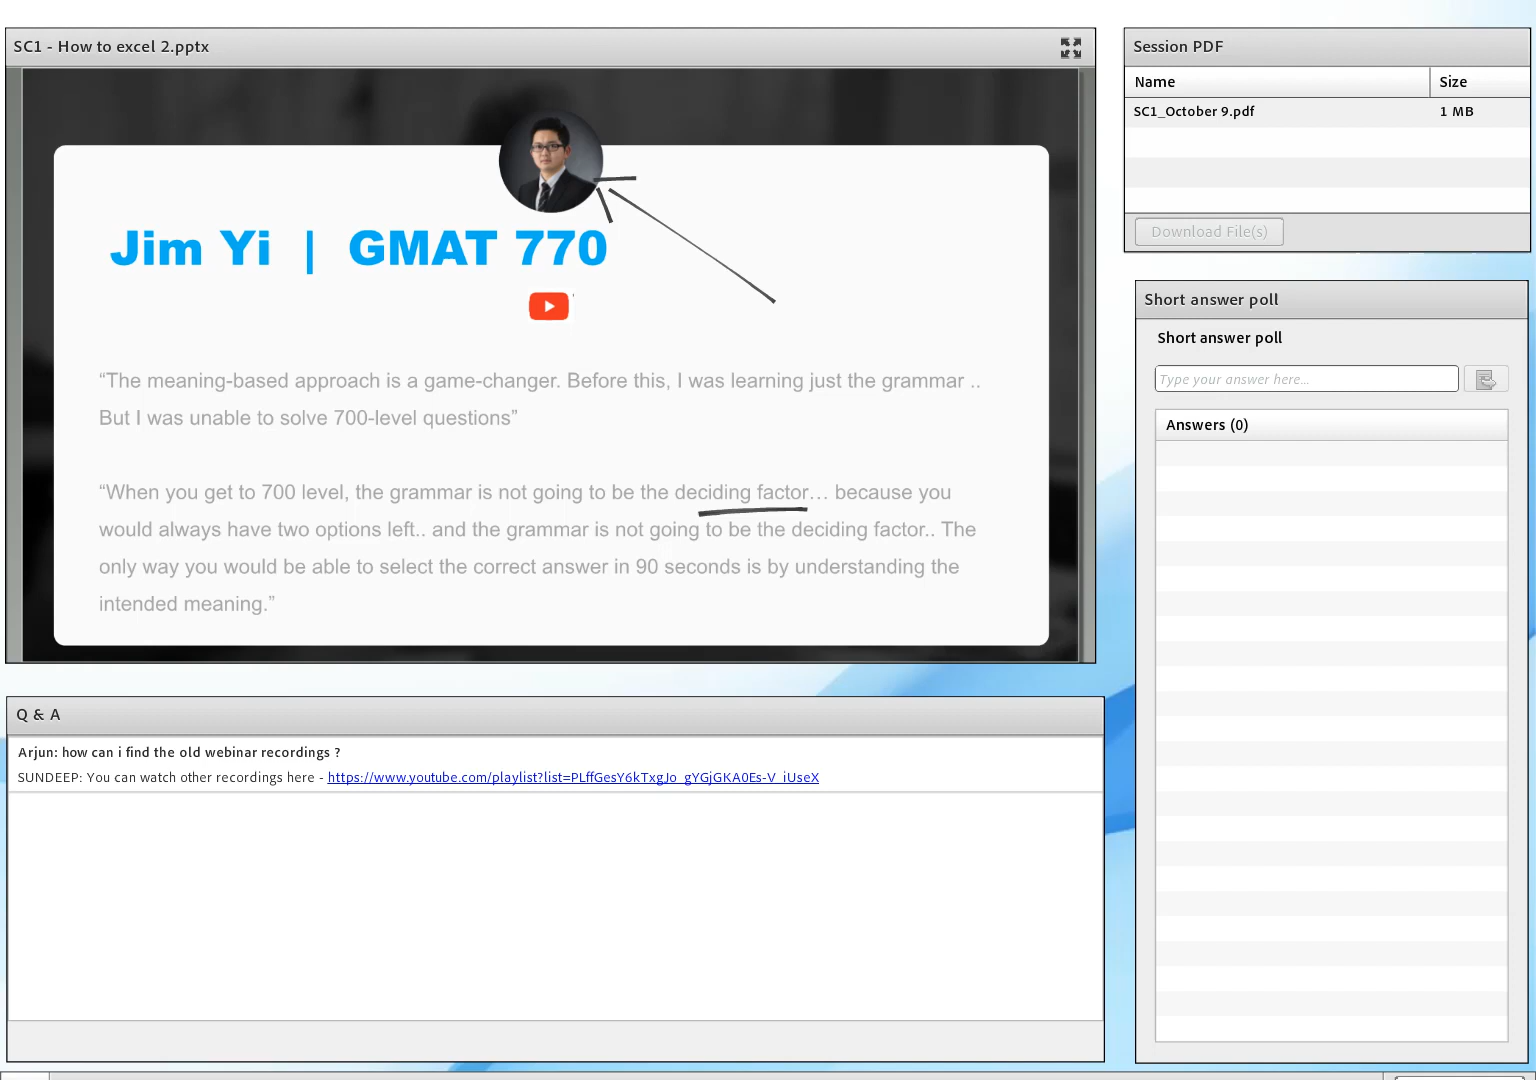 SC1 - How to excel 2.pptx
Jim Yi | GMAT 770
“The meaning-based approach is a game-changer. Before this, I was learning just the grammar ..
But I was unable to solve 700-level questions”
“When you get to 700 level, the grammar is not going to be the deciding factor… because you
would always have two options left.. and the grammar is not going to be the deciding factor.. The
only way you would be able to select the correct answer in 90 seconds is by understanding the
intended meaning.”
Q & A
Arjun: how can i find the old webinar recordings ?
SUNDEEP: You can watch other recordings here - https://www.youtube.com/playlist?list=PLffGesY6kTxgJo_gYGjGKA0Es-V_iUseX
Session PDF
Name Size
SC1_October 9.pdf 1 MB
Download File(s)
Short answer poll
Short answer poll
Type your answer here...
Answers (0)